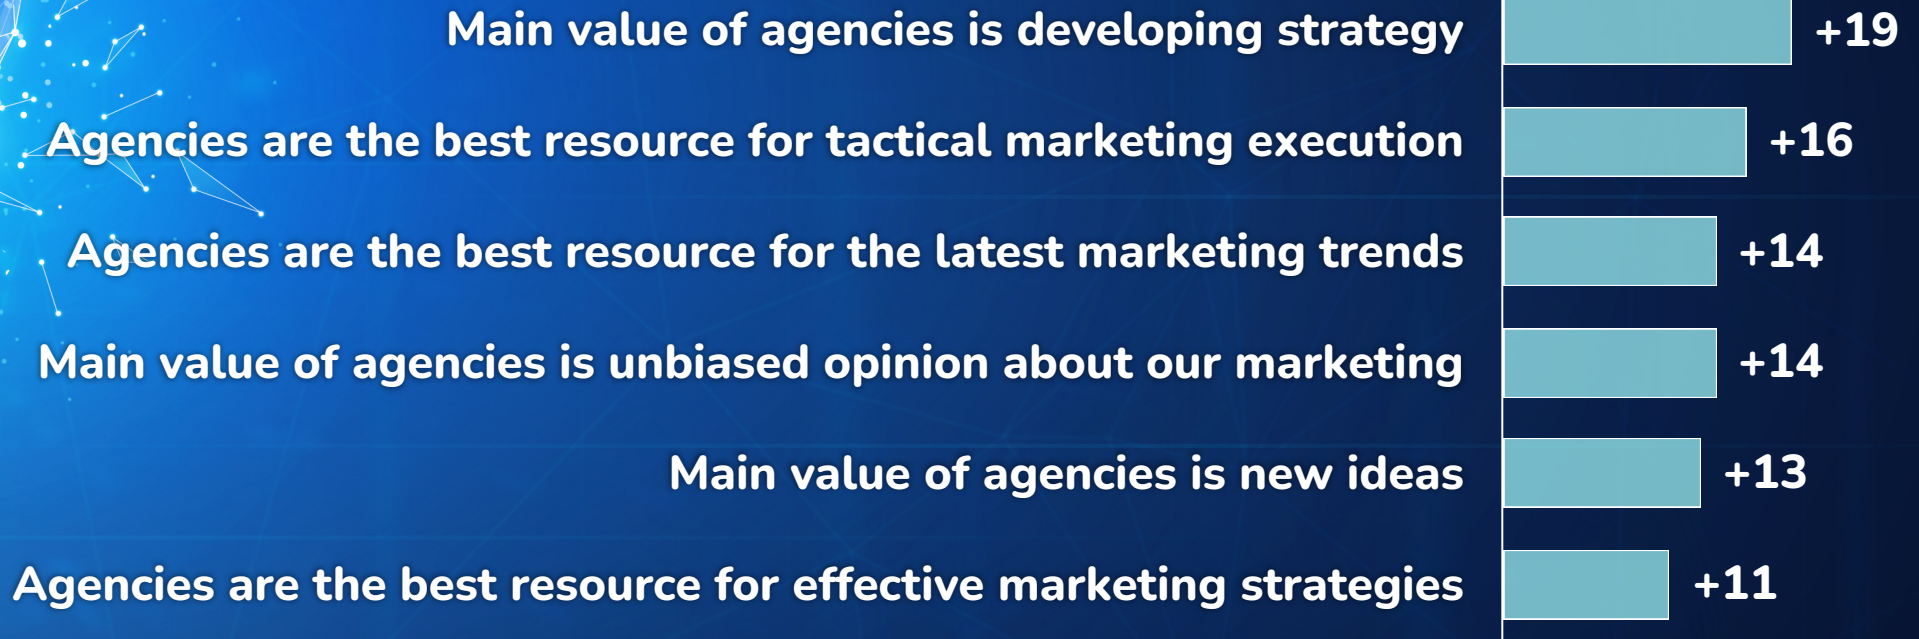 Main value of agencies is developing strategy +19
Agencies are the best resource for tactical marketing execution +16
Agencies are the best resource for the latest marketing trends +14
Main value of agencies is unbiased opinion about our marketing +14
Main value of agencies is new ideas +13
Agencies are the best resource for effective marketing strategies +11